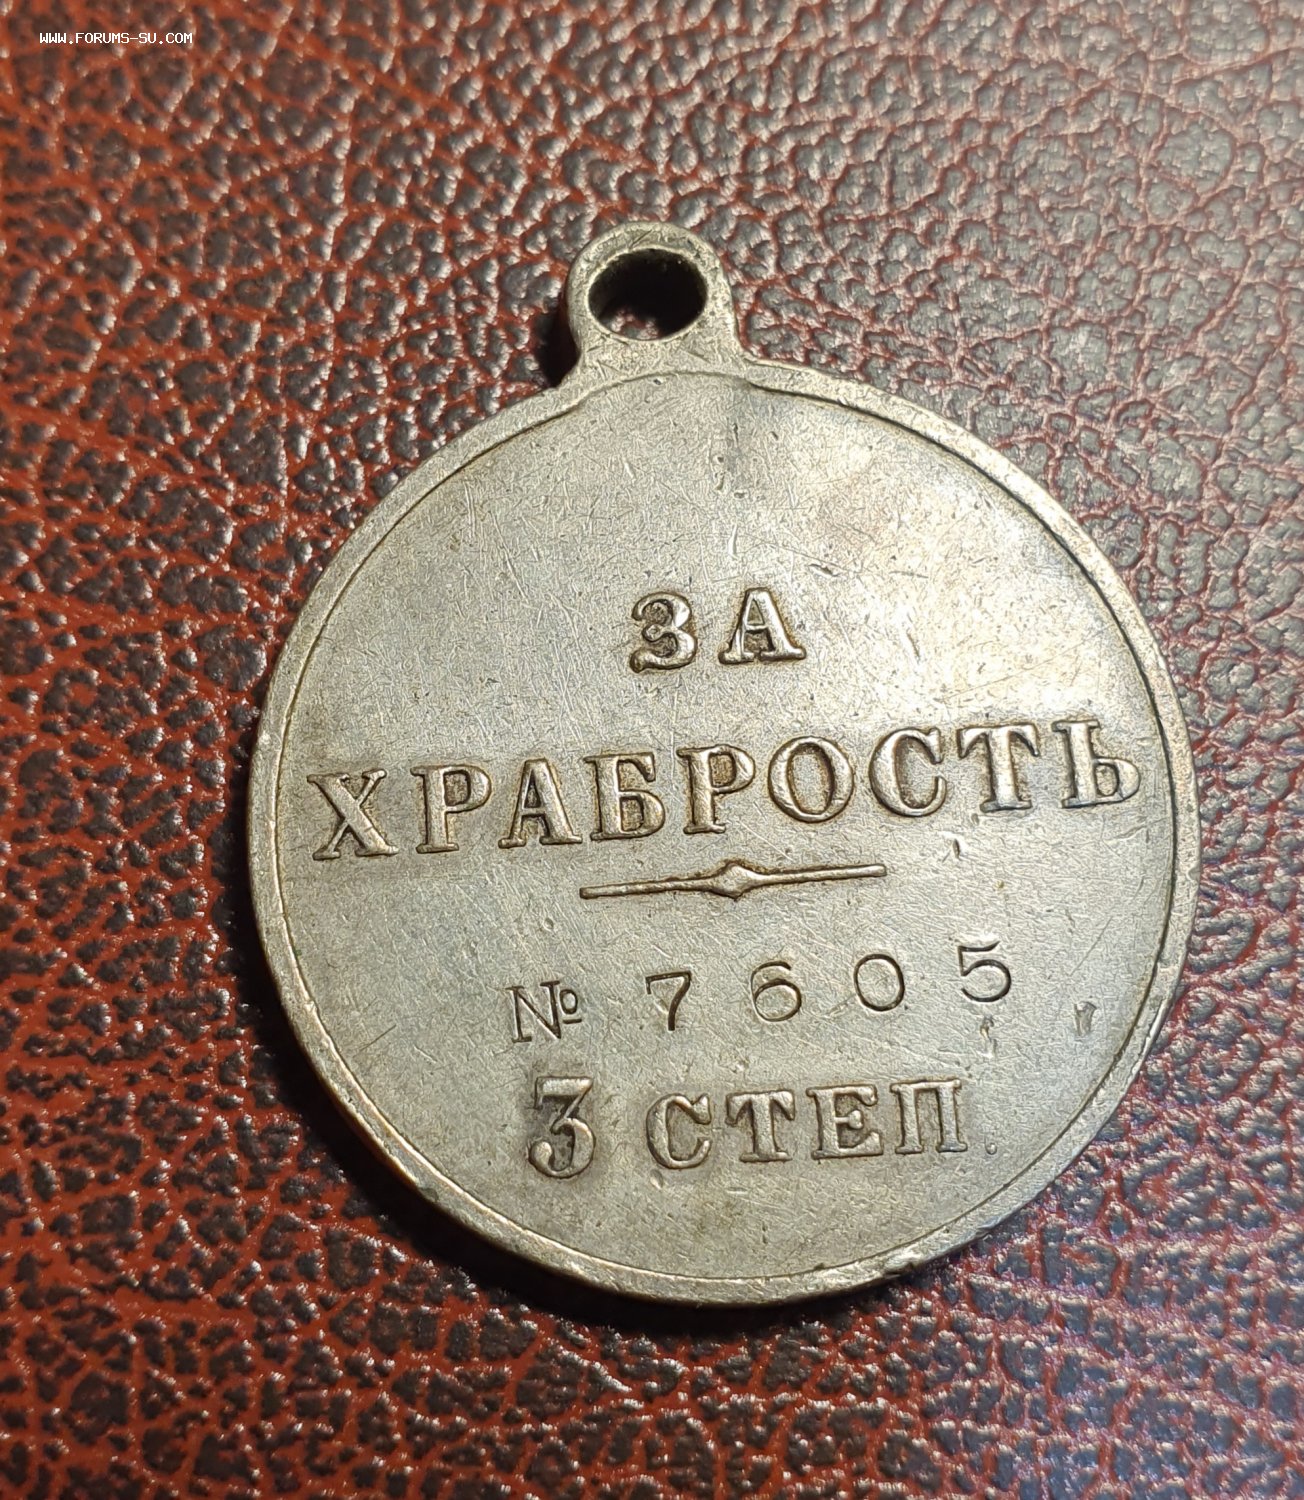 WWW.FORUMS-SU.COM
ЗА
ХРАБРОСТЬ
№ 7605
3 СТЕП.